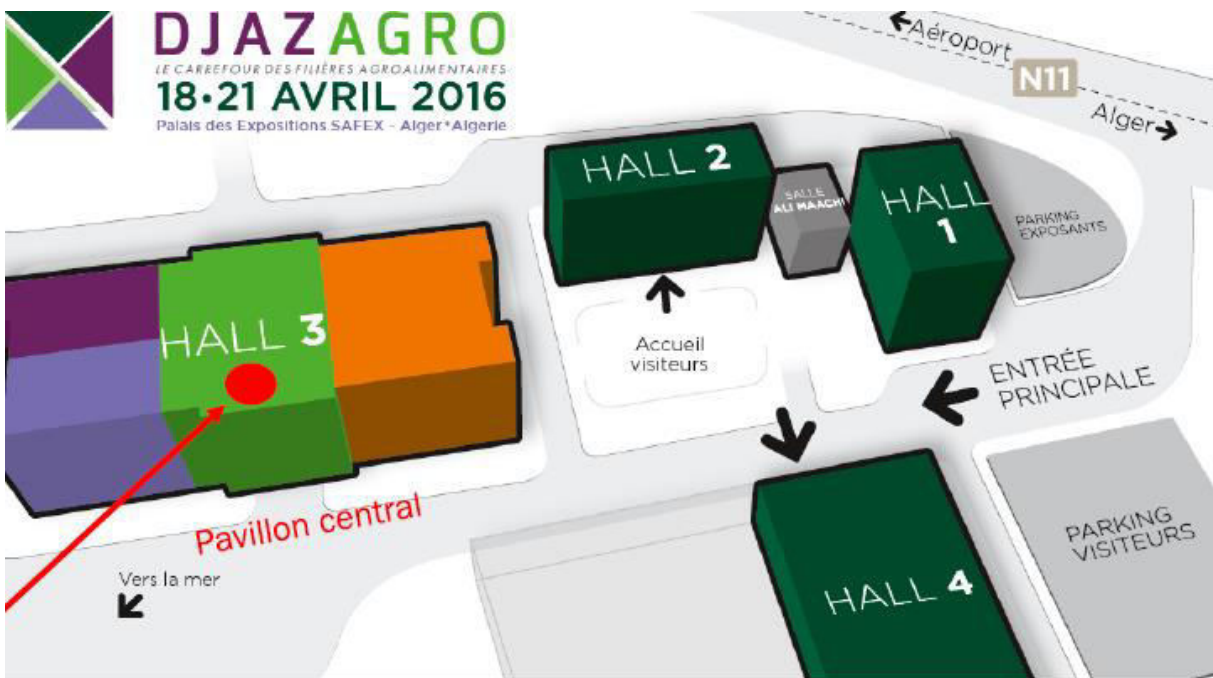 DJAZAGRO
LE CARREFOUR DES FILIÈRES AGROALIMENTAIRES
18•21 AVRIL 2016
Palais des Expositions SAFEX - Alger*Algerie
Aéroport
N11
Alger
HALL 2
SALLE
ALI MAACHI
HALL
1
PARKING
EXPOSANTS
HALL 3
Accueil
visiteurs
ENTRÉE
PRINCIPALE
Pavillon central
PARKING
VISITEURS
Vers la mer
HALL 4